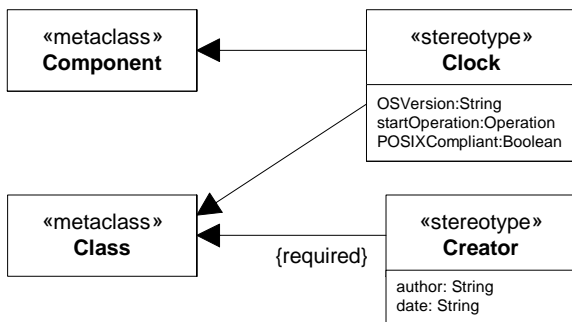 «metaclass»
Component
«stereotype»
Clock
OSVersion:String
startOperation:Operation
POSIXCompliant:Boolean
«metaclass»
Class
{required}
«stereotype»
Creator
author: String
date: String